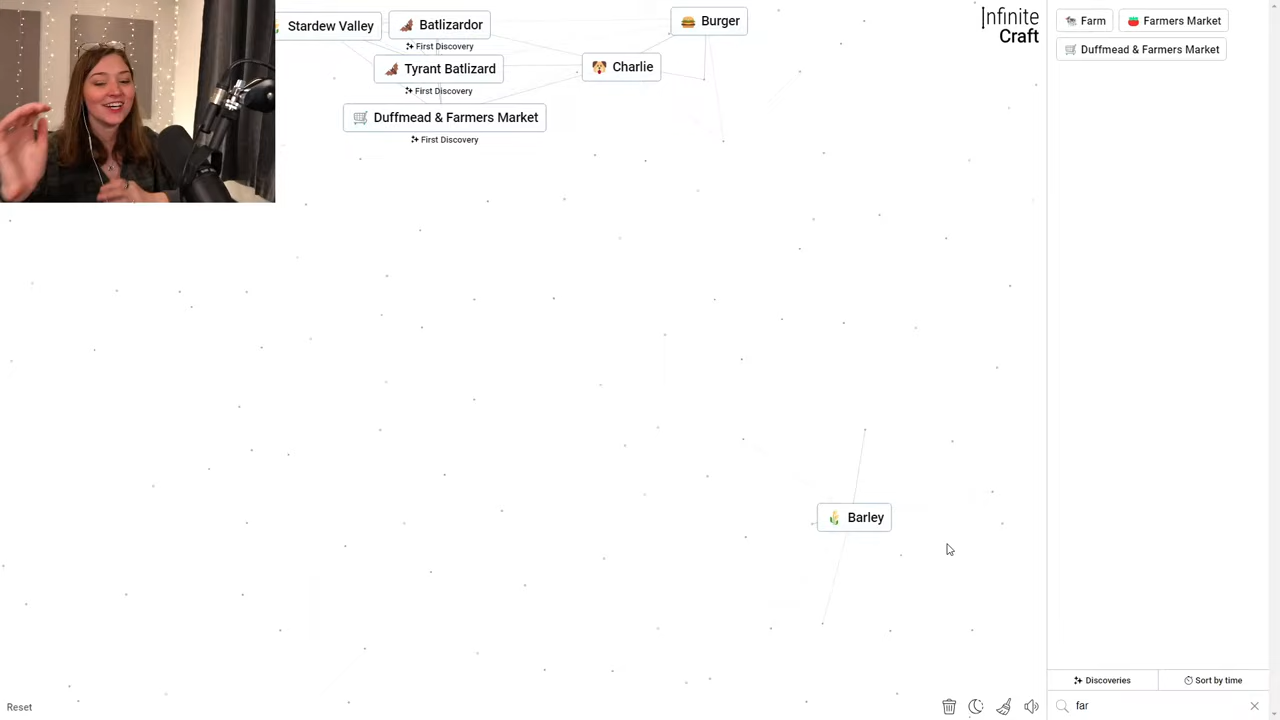 Stardew Valley
Batlizardor
First Discovery
Tyrant Batlizard
First Discovery
Duffmead & Farmers Market
First Discovery
Burger
Charlie
Barley
Infinite
Craft
Farm
Farmers Market
Duffmead & Farmers Market
Reset
Discoveries
Sort by time
far